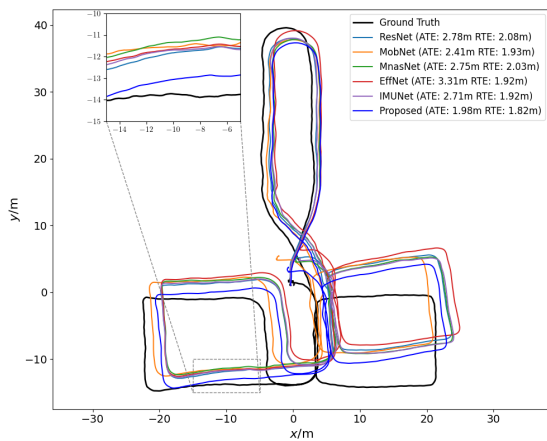 -10
-11
-12
-13
-14
-15
-14 -12 -10 -8 -6
Ground Truth
ResNet (ATE: 2.78m RTE: 2.08m)
MobNet (ATE: 2.41m RTE: 1.93m)
MnasNet (ATE: 2.75m RTE: 2.03m)
EffNet (ATE: 3.31m RTE: 1.92m)
IMUNet (ATE: 2.71m RTE: 1.92m)
Proposed (ATE: 1.98m RTE: 1.82m)
40
30
20
10
0
−10
y/m
−30 −20 −10 0 10 20 30
x/m